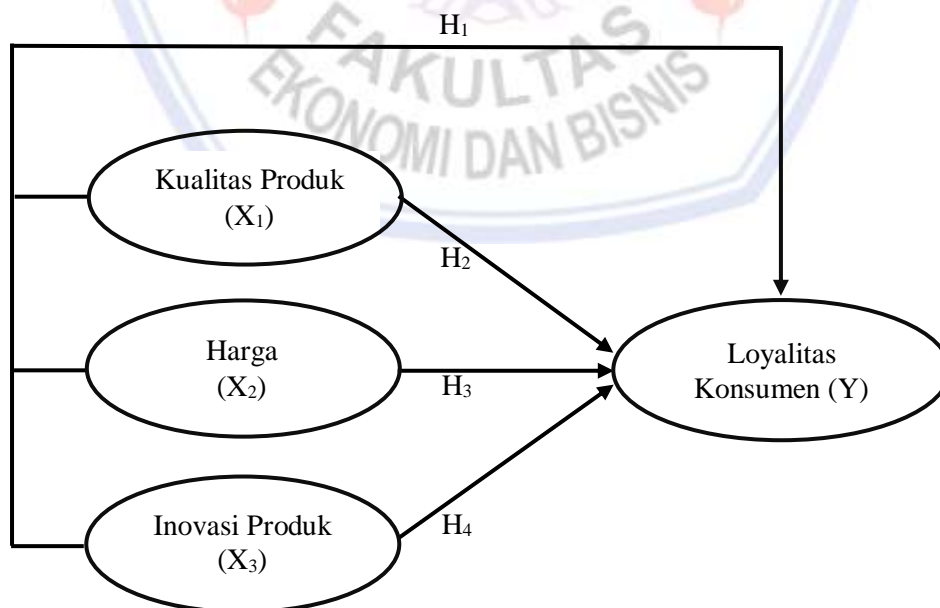 H₁
FAKULTAS
EKONOMI DAN BISNIS
Kualitas Produk
(X₁)
H₂
Harga
(X₂)
H₃
Loyalitas
Konsumen (Y)
Inovasi Produk
(X₃)
H₄